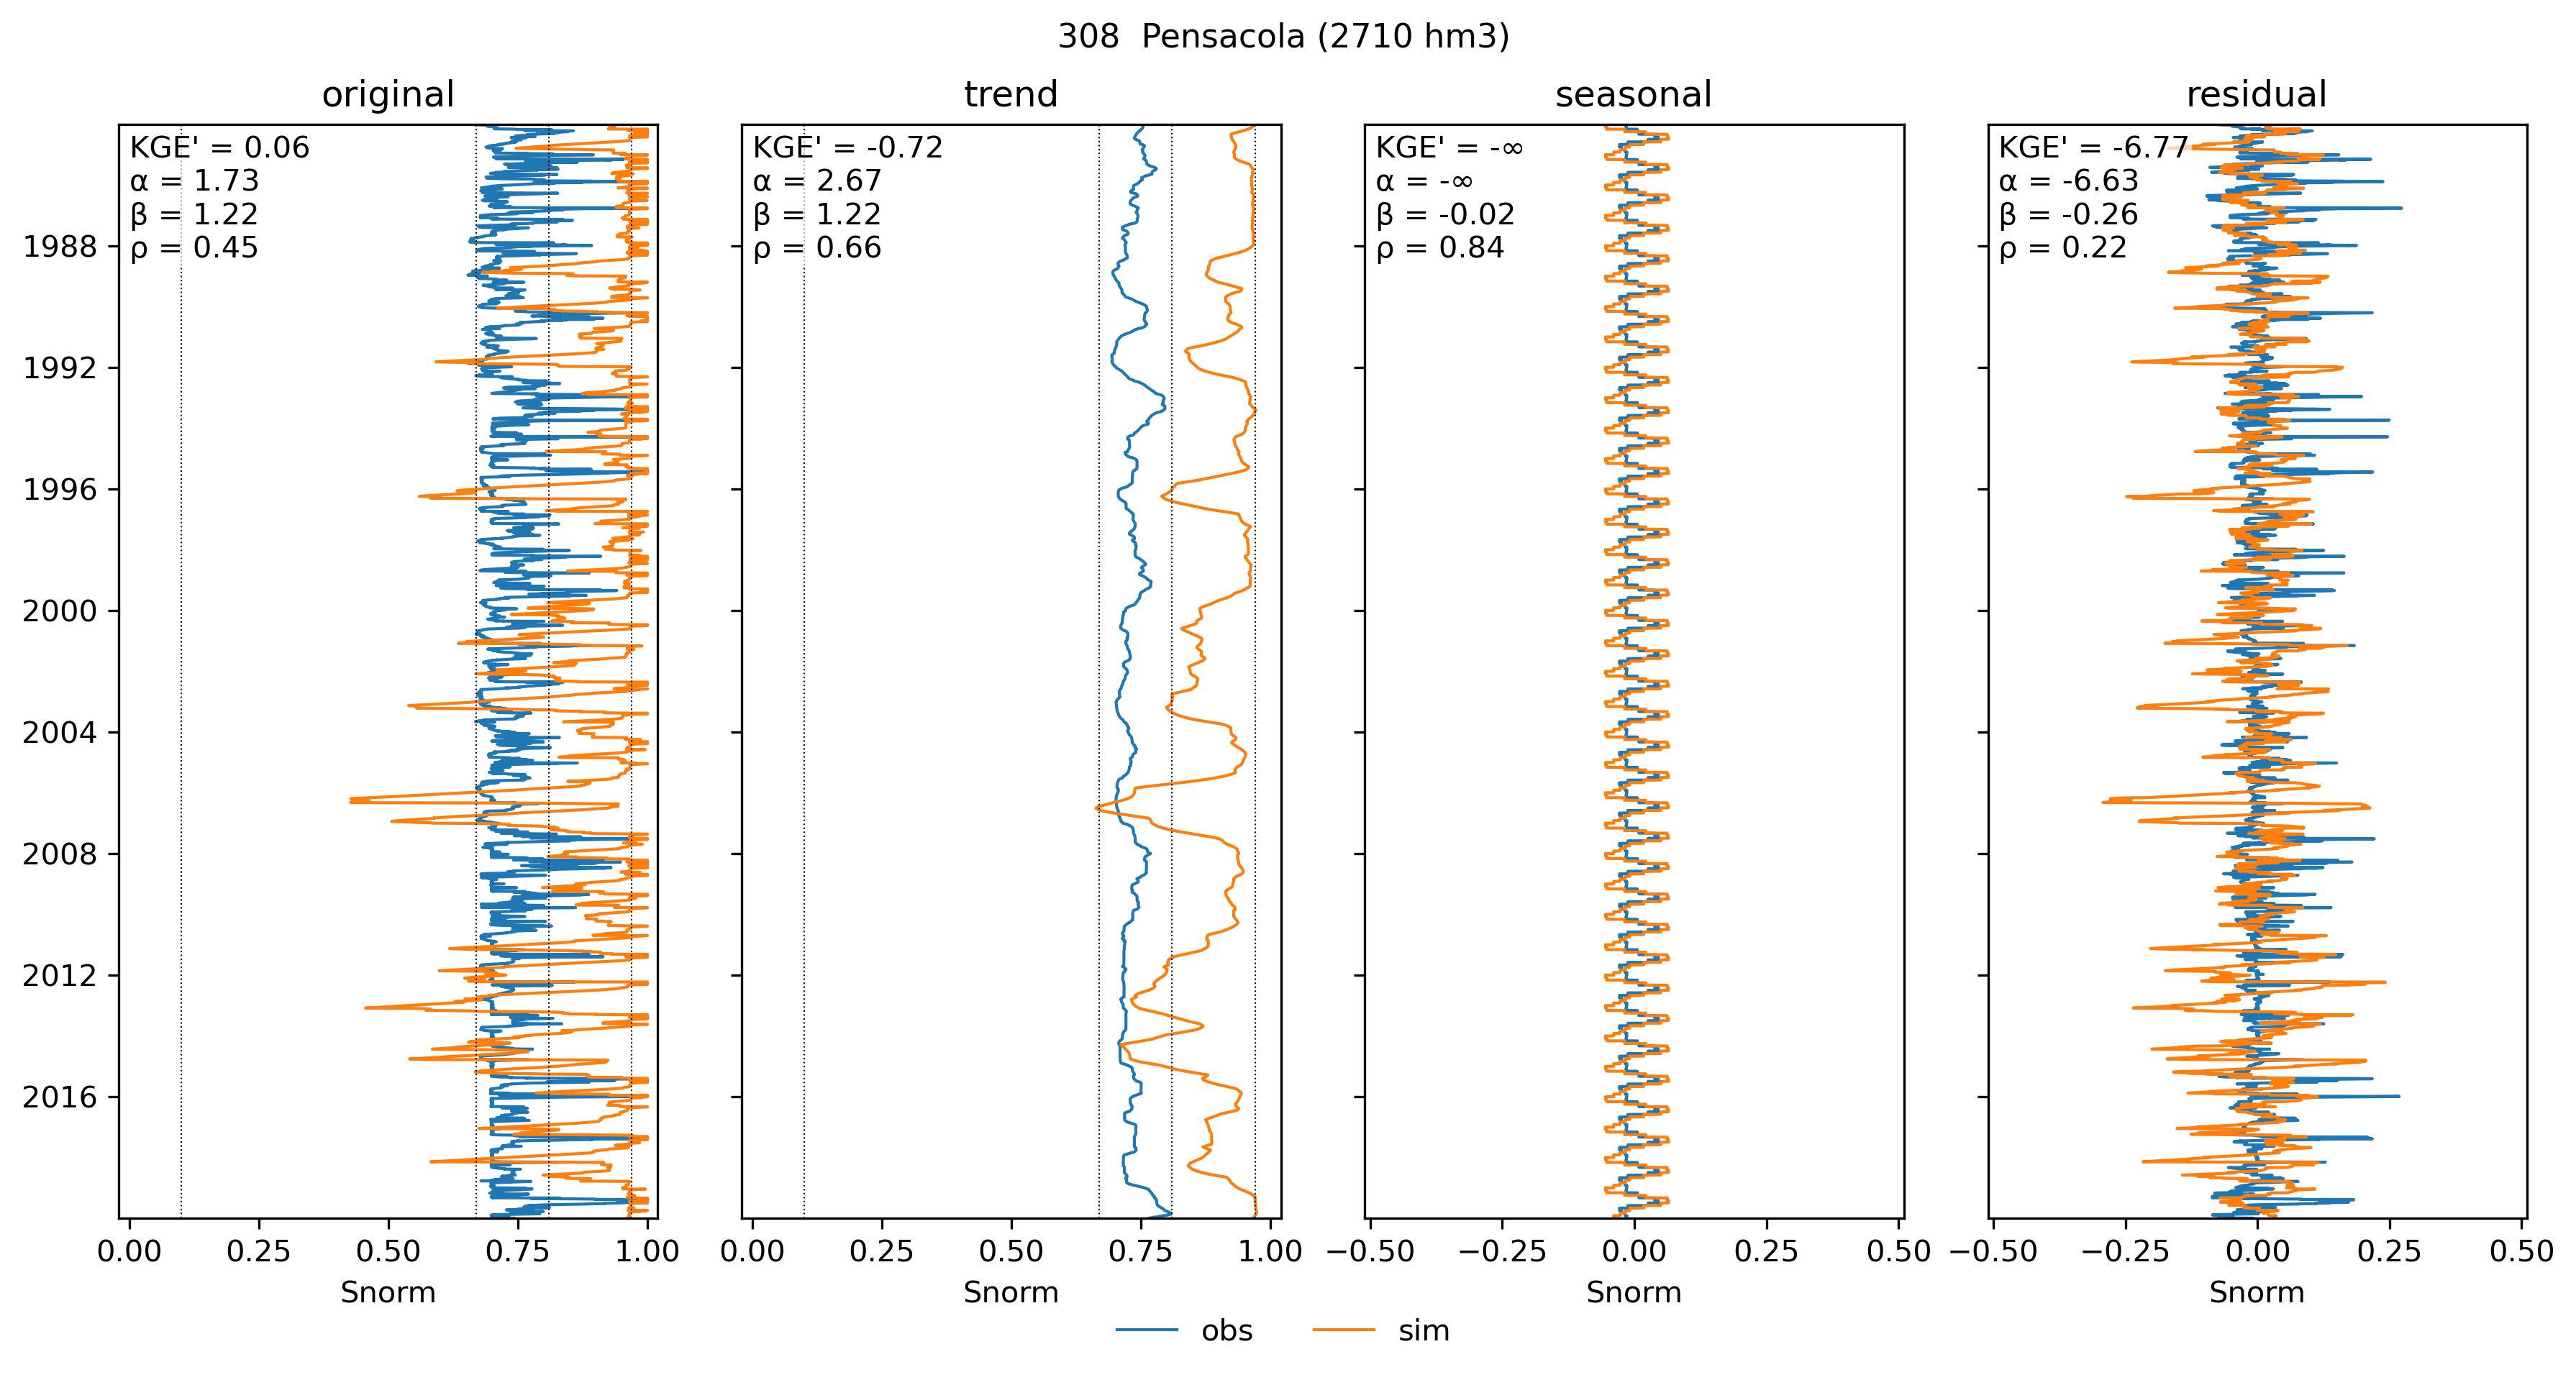 308  Pensacola (2710 hm3)
original
trend
seasonal
residual
KGE' = 0.06
α = 1.73
β = 1.22
ρ = 0.45
KGE' = -0.72
α = 2.67
β = 1.22
ρ = 0.66
KGE' = -∞
α = -∞
β = -0.02
ρ = 0.84
KGE' = -6.77
α = -6.63
β = -0.26
ρ = 0.22
1988
1992
1996
2000
2004
2008
2012
2016
0.00 0.25 0.50 0.75 1.00
0.00 0.25 0.50 0.75 1.00
−0.50 −0.25 0.00 0.25 0.50
−0.50 −0.25 0.00 0.25 0.50
Snorm
Snorm
Snorm
Snorm
obs
sim